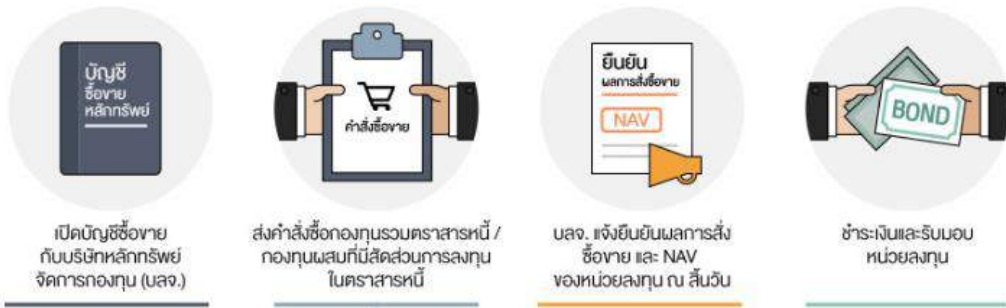 บัญชี
ซื้อขาย
หลักทรัพย์
คำสั่งซื้อขาย
ยืนยัน
ผลการสั่งซื้อขาย
NAV
BOND
เปิดบัญชีซื้อขาย
กับบริษัทหลักทรัพย์
จัดการกองทุน (บลจ.)
ส่งคำสั่งซื้อกองทุนรวมตราสารหนี้ /
กองทุนผสมที่มีสัดส่วนการลงทุน
ในตราสารหนี้
บลจ. แจ้งยืนยันผลการสั่ง
ซื้อขาย และ NAV
ของหน่วยลงทุน ณ สิ้นวัน
ชำระเงินและรับมอบ
หน่วยลงทุน